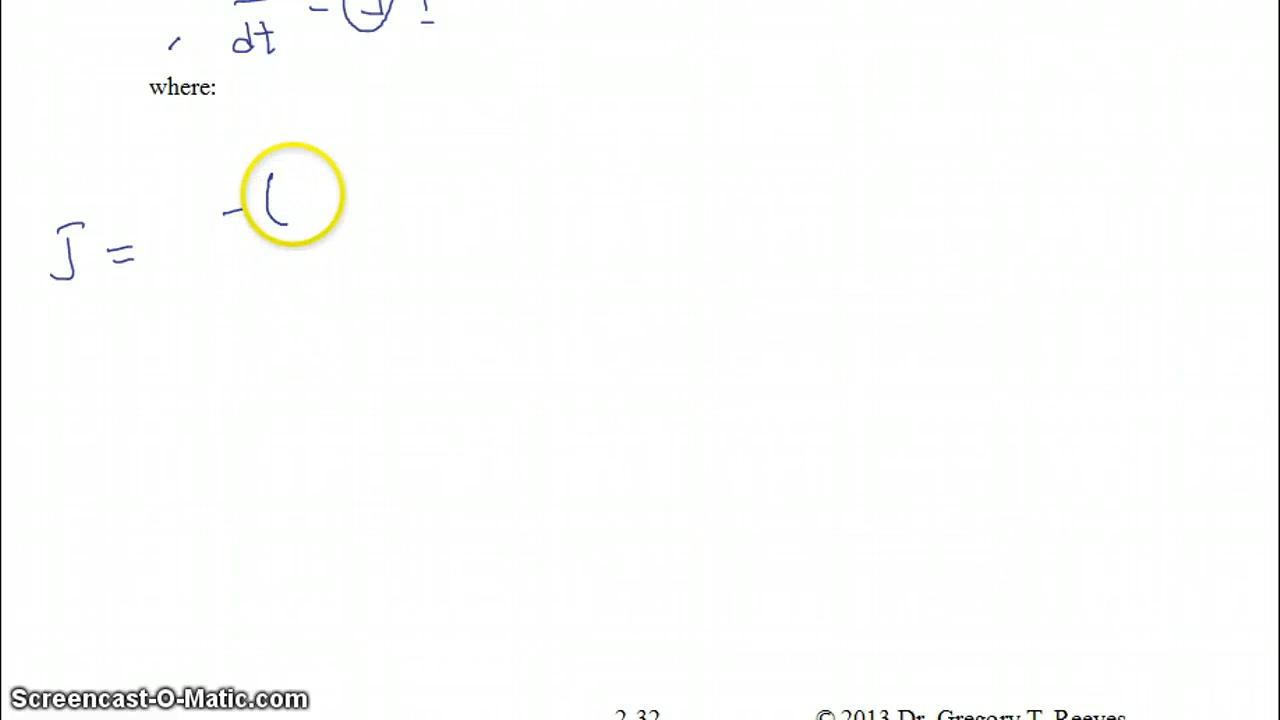 dt
where:
- (
J =
Screencast-O-Matic.com
2-32 © 2013 Dr. Gregory T. Reeves